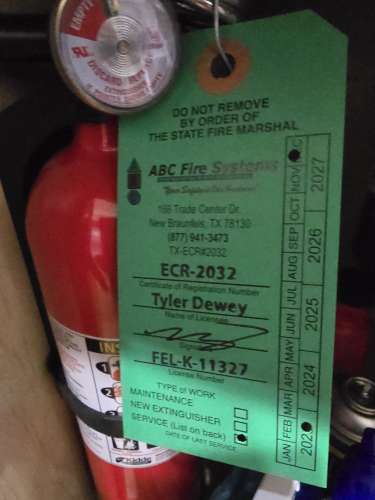 EMPTY
DO NOT REMOVE
BY ORDER OF
THE STATE FIRE MARSHAL
ABC Fire Systems
"Your Safety is Our Business"
166 Trade Center Dr.
New Braunfels, TX 78130
(877) 941-3473
TX-ECR#2032
ECR-2032
Certificate of Registration Number
Tyler Dewey
Name of Licensee
Signature
FEL-K-11327
License Number
TYPE OF WORK
MAINTENANCE
NEW EXTINGUISHER
SERVICE (List on back)
DATE OF LAST SERVICE
JAN FEB MAR APR MAY JUN JUL AUG SEP OCT NOV
2024 2025 2026 2027
Kidde